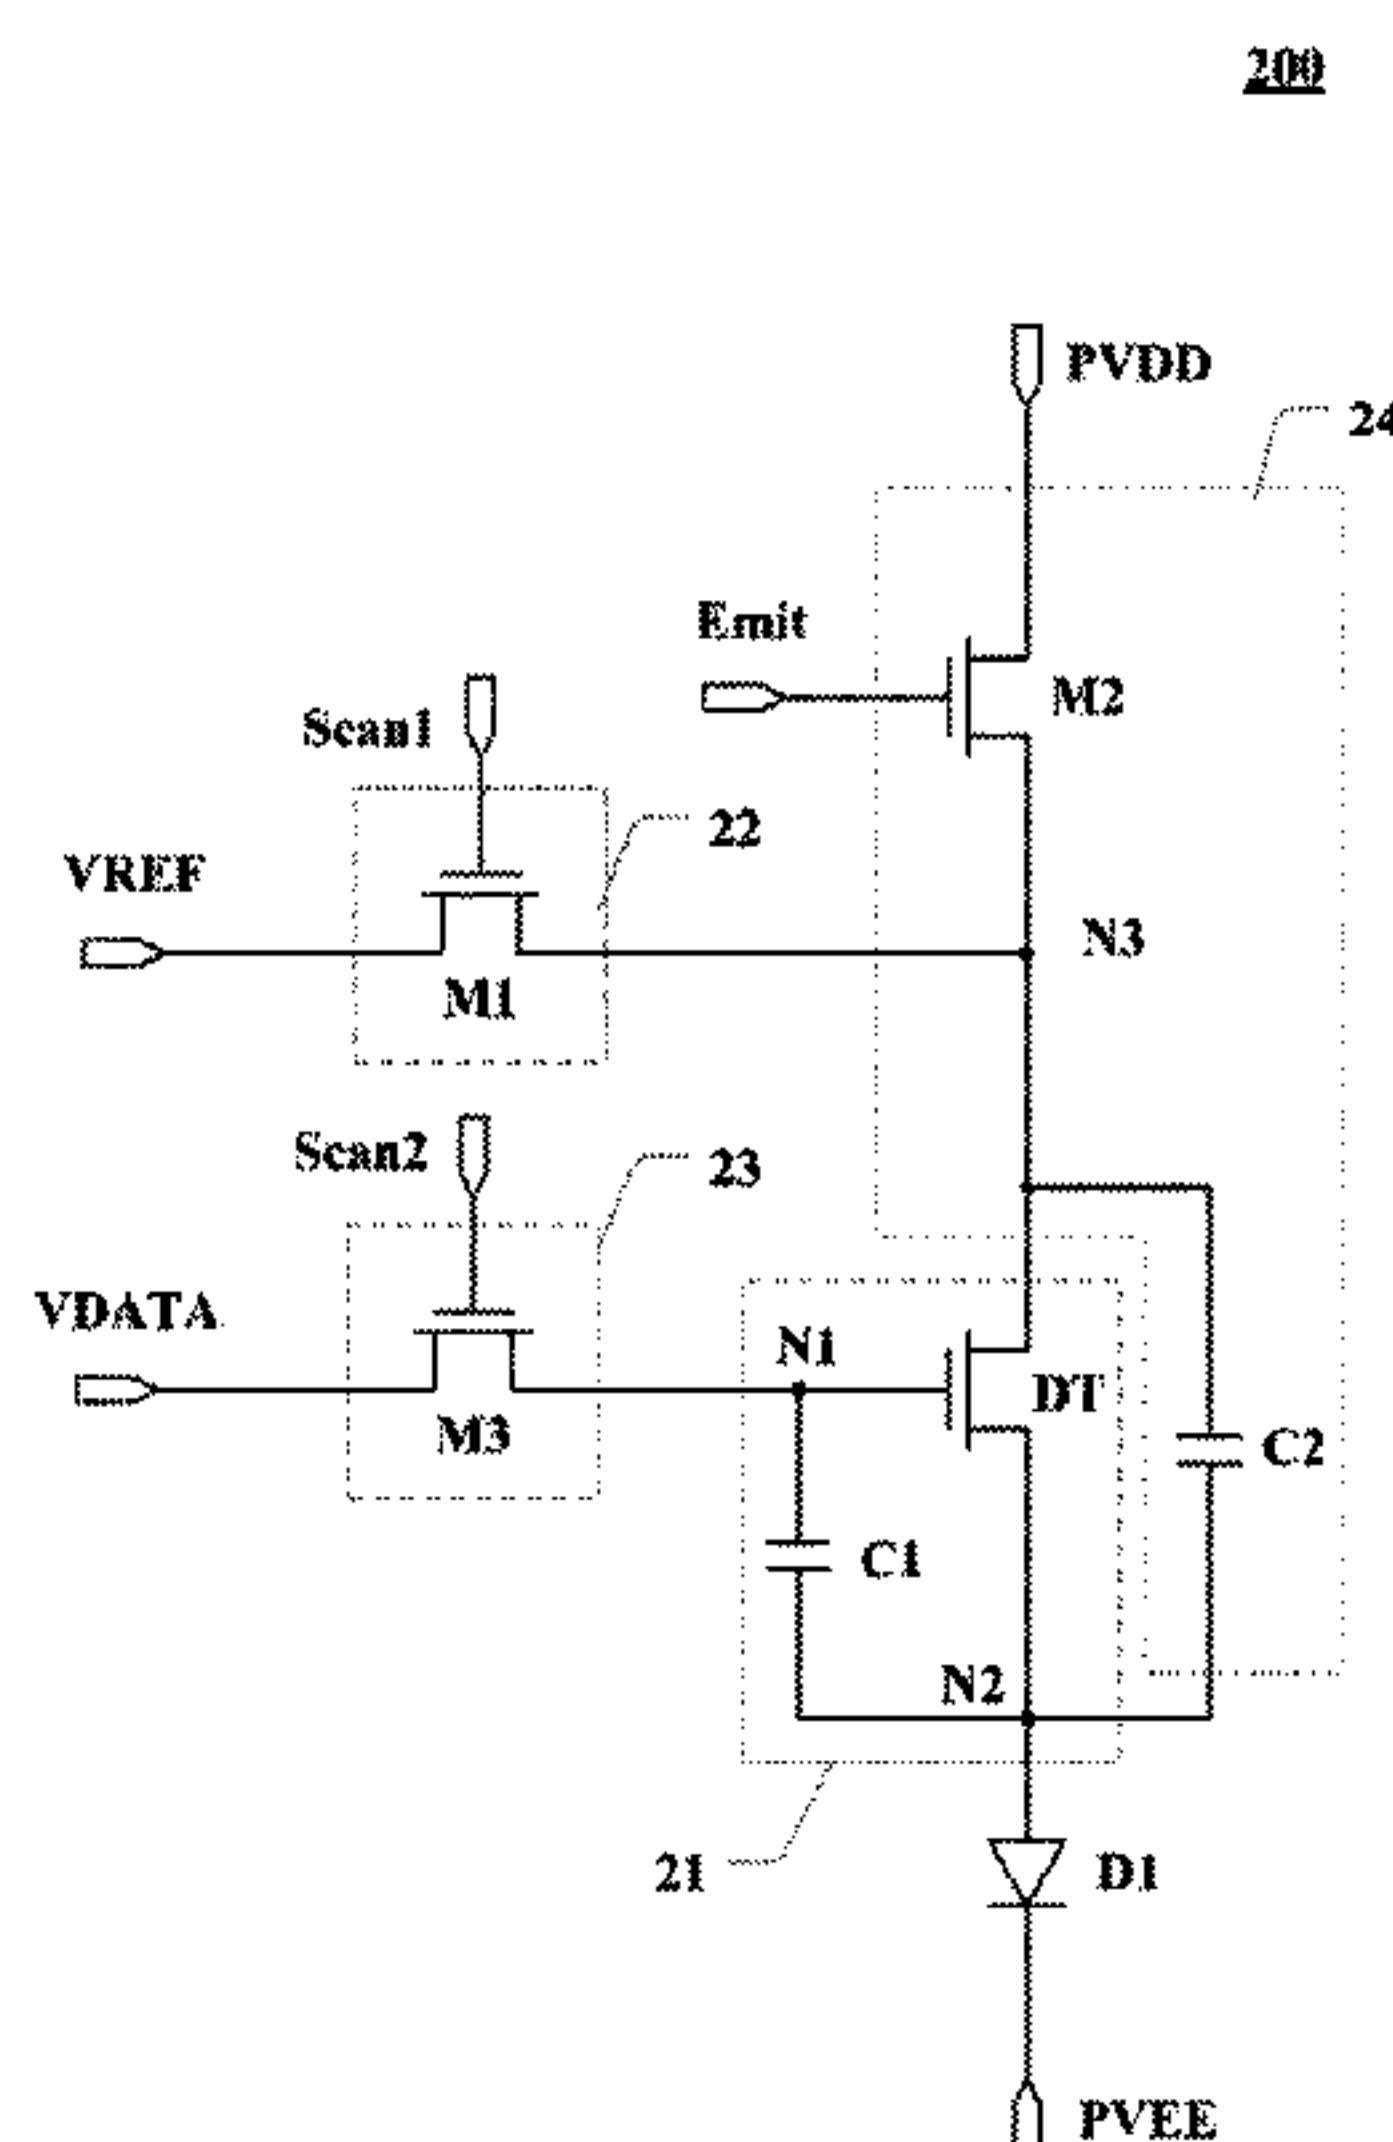 200
PVDD
24
Emit
M2
Scan1
22
VREF
N3
M1
Scan2
23
VDATA
N1
DT
M3
C2
C1
N2
21
D1
PVEE